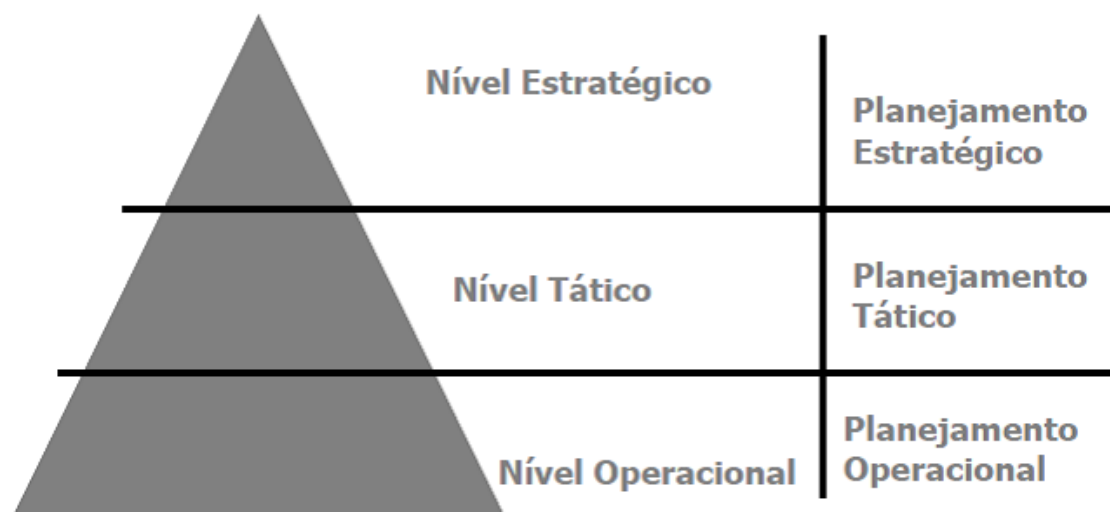 Nível Estratégico
Planejamento
Estratégico
Nível Tático
Planejamento
Tático
Nível Operacional
Planejamento
Operacional